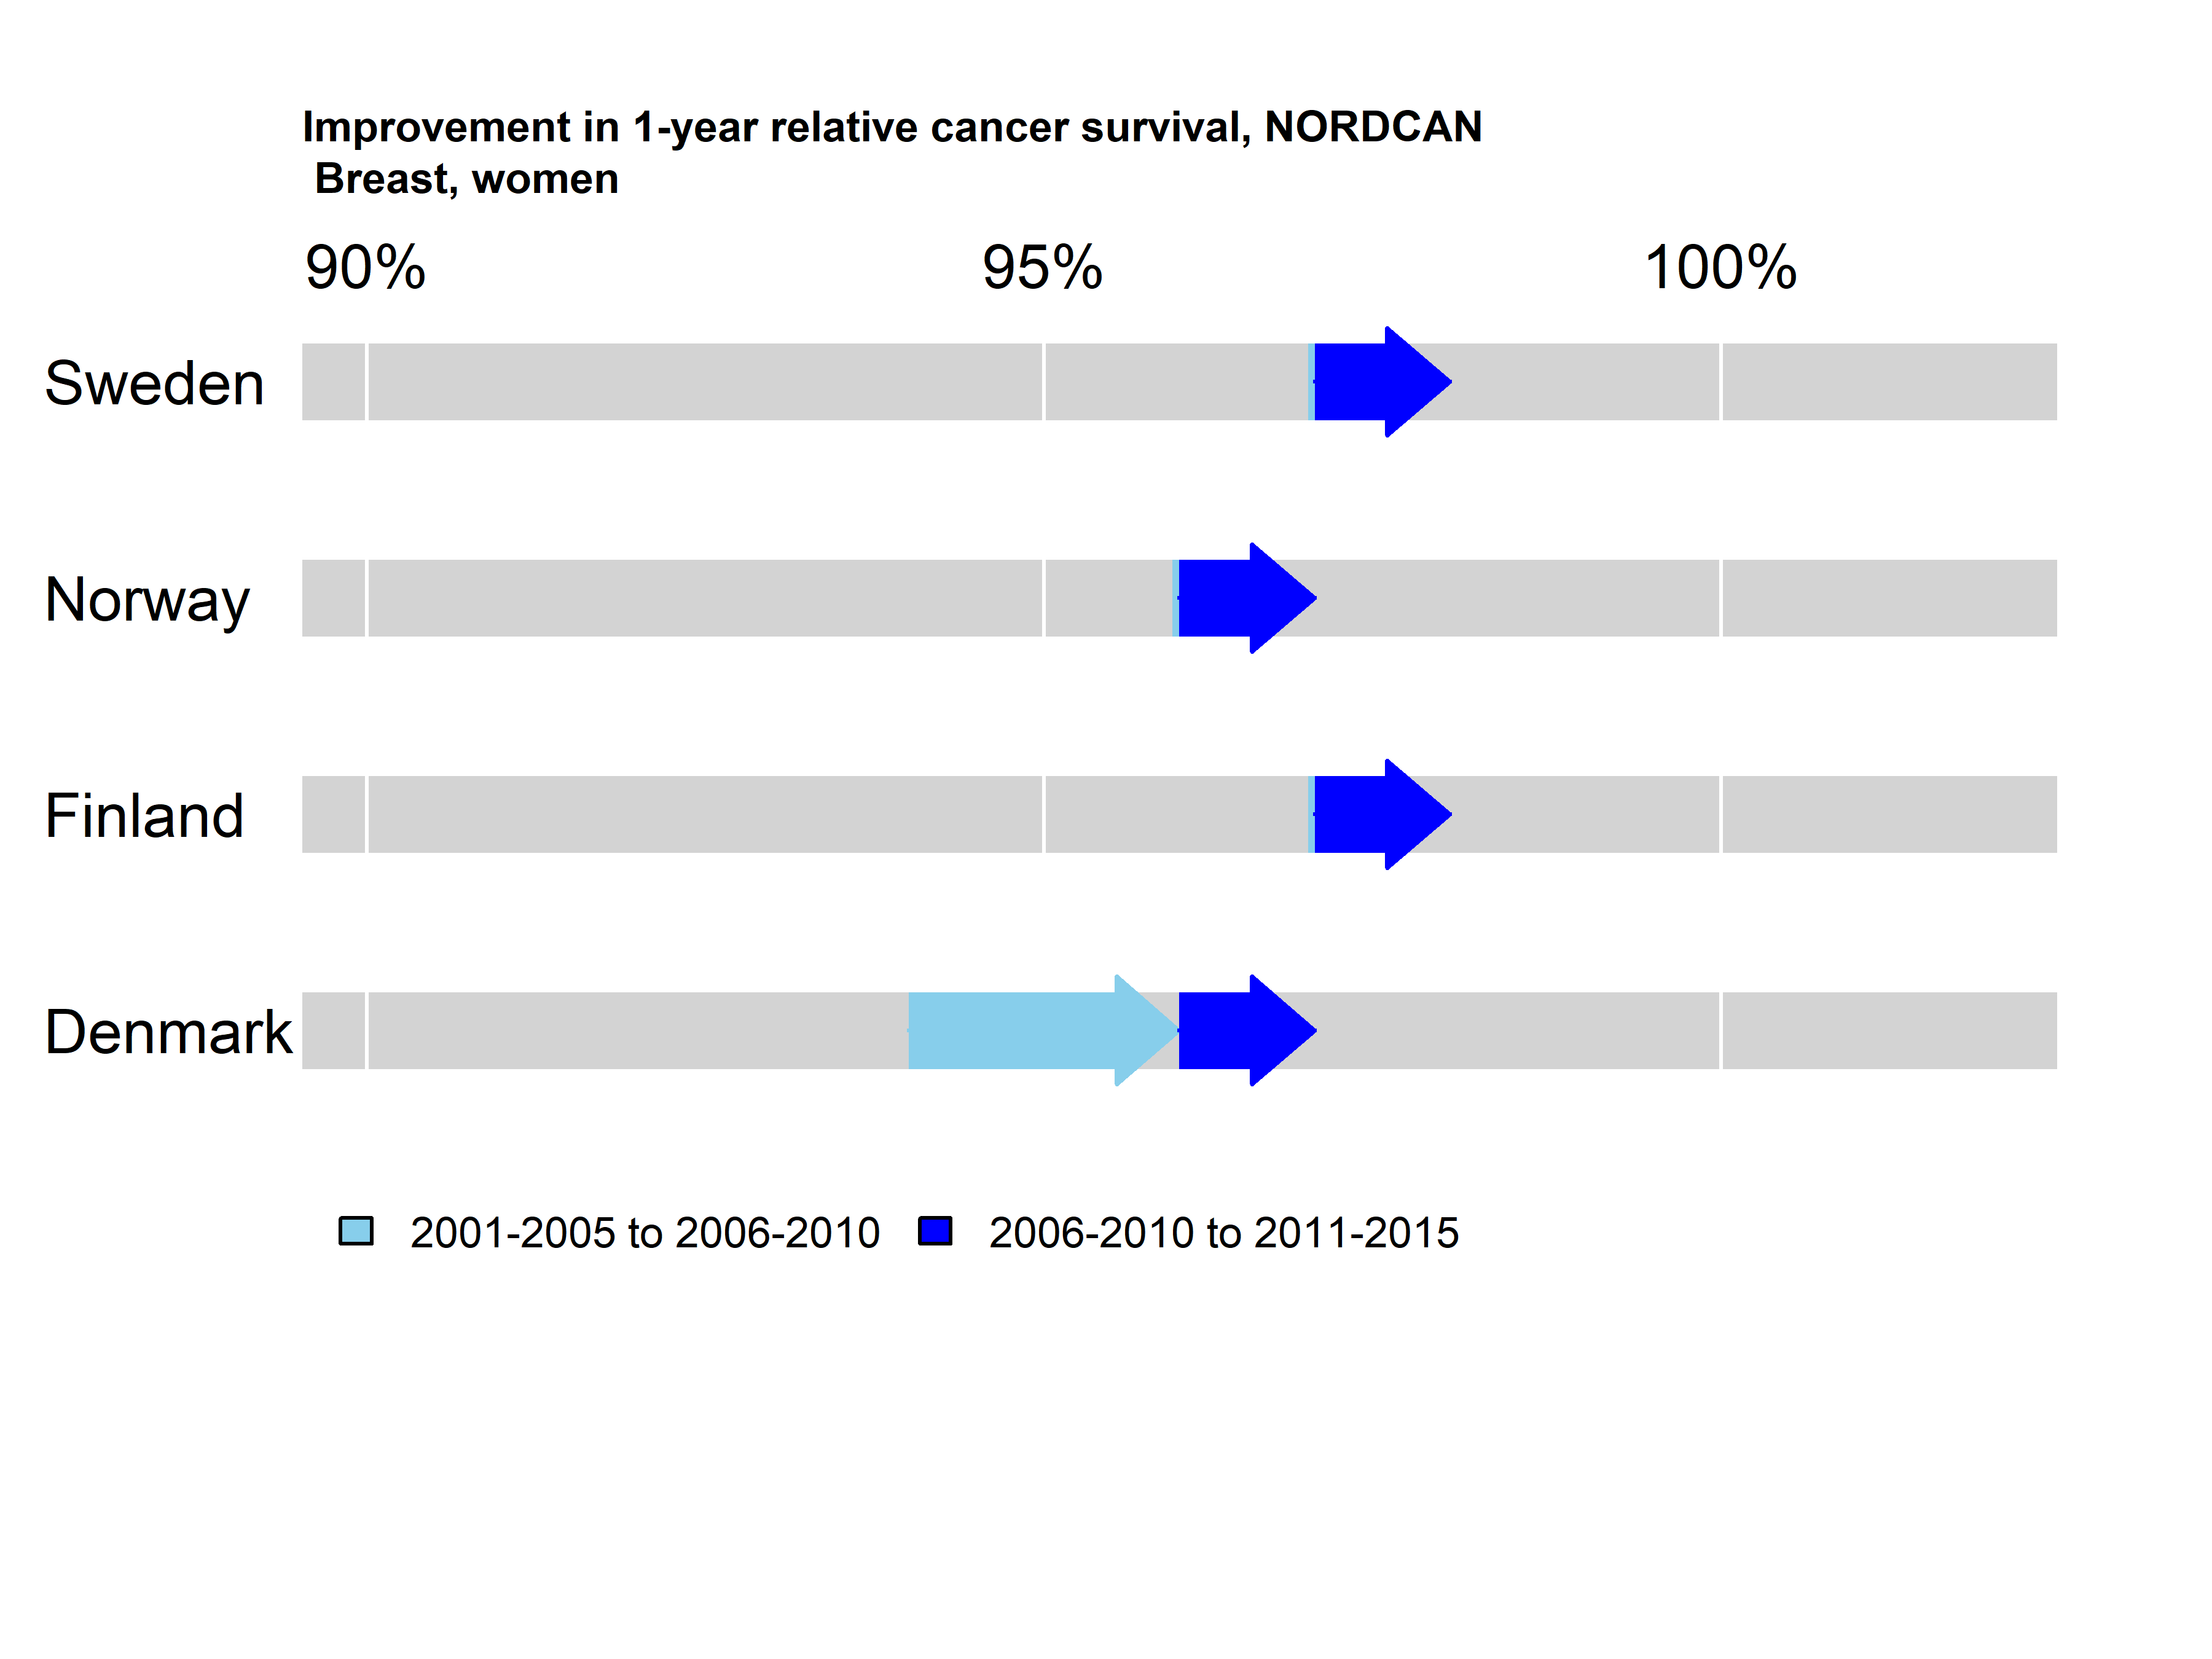 Improvement in 1-year relative cancer survival, NORDCAN
Breast, women
90% 95% 100%
Sweden
Norway
Finland
Denmark
2001-2005 to 2006-2010 2006-2010 to 2011-2015